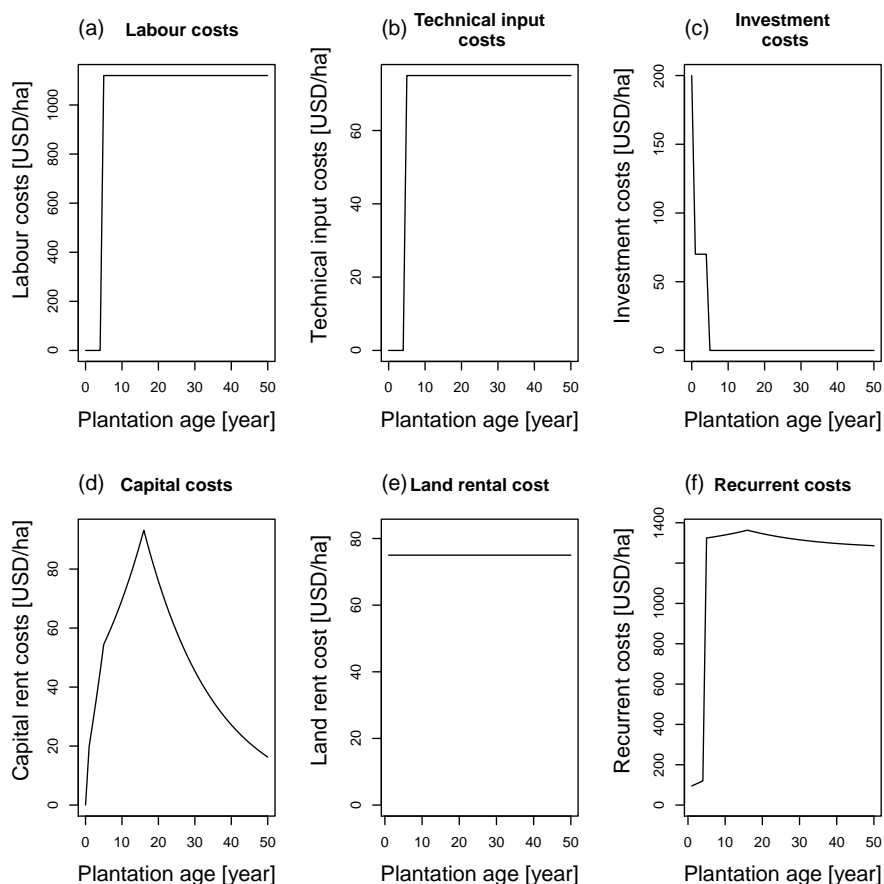 (a) Labour costs
Labour costs [USD/ha]
0 200 400 600 800 1000
0 10 20 30 40 50
Plantation age [year]
(b) Technical input
costs
Technical input costs [USD/ha]
0 20 40 60
0 10 20 30 40 50
Plantation age [year]
(c) Investment
costs
Investment costs [USD/ha]
0 50 100 150 200
0 10 20 30 40 50
Plantation age [year]
(d) Capital costs
Capital rent costs [USD/ha]
0 20 40 60 80
0 10 20 30 40 50
Plantation age [year]
(e) Land rental cost
Land rent cost [USD/ha]
0 20 40 60 80
0 10 20 30 40 50
Plantation age [year]
(f) Recurrent costs
Recurrent costs [USD/ha]
0 200 400 600 800 1000 1400
0 10 20 30 40 50
Plantation age [year]